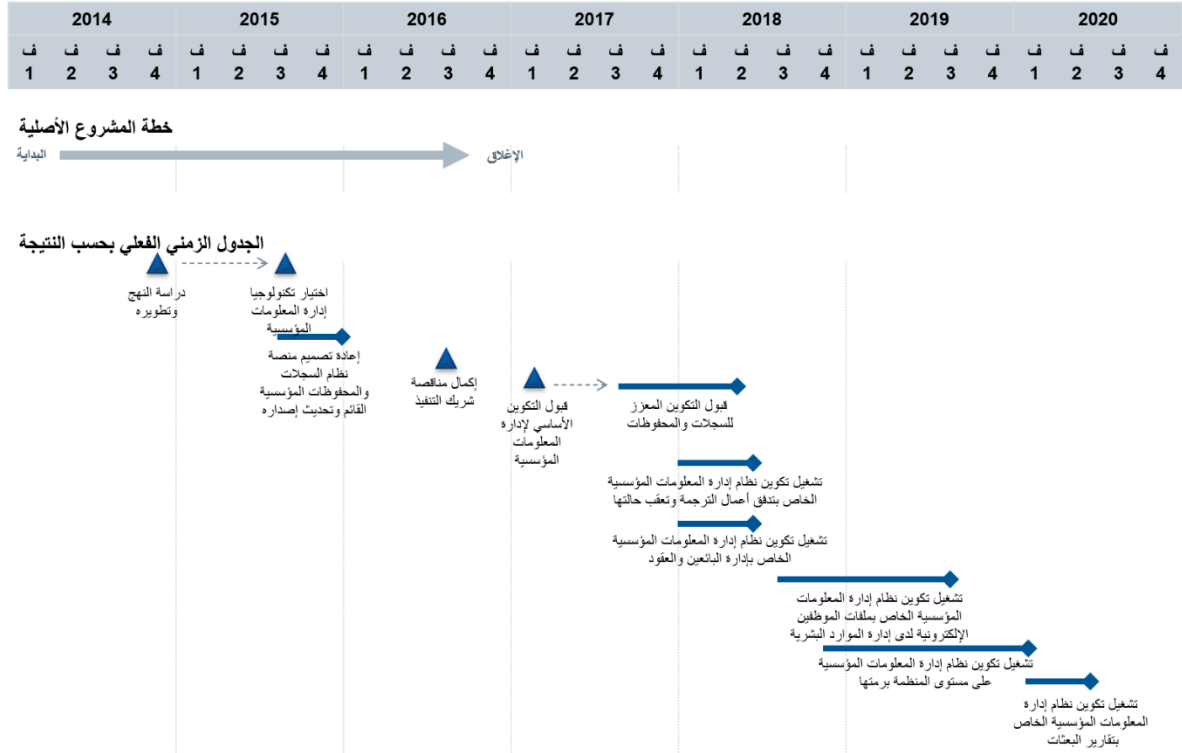 2014 2015 2016 2017 2018 2019 2020
ف ف ف ف ف ف ف ف ف ف ف ف ف ف ف ف ف ف ف ف ف ف ف ف ف ف ف ف
1 2 3 4 1 2 3 4 1 2 3 4 1 2 3 4 1 2 3 4 1 2 3 4 1 2 3 4
خطة المشروع الأصلية
البداية
الإغلاق
الجدول الزمني الفعلي بحسب النتيجة
دراسة النهج
وتطويره
اختيار تكنولوجيا
إدارة المعلومات
المؤسسية
إعادة تصميم منصة
نظام السجلات
والمحفوظات المؤسسية
القائم وتحديث إصداره
إكمال مناقصة
شريك التنفيذ
قبول التكوين
الأساسي لإدارة
المعلومات
المؤسسية
قبول التكوين المعزز
للسجلات والمحفوظات
تشغيل تكوين نظام إدارة المعلومات المؤسسية
الخاص بتدفق أعمال الترجمة وتعقب حالتها
تشغيل تكوين نظام إدارة المعلومات المؤسسية
الخاص بإدارة البائعين والعقود
تشغيل تكوين نظام إدارة المعلومات
المؤسسية الخاص بملفات الموظفين
الإلكترونية لدى إدارة الموارد البشرية
تشغيل تكوين نظام إدارة المعلومات المؤسسية
على مستوى المنظمة برمتها
تشغيل تكوين نظام إدارة
المعلومات المؤسسية الخاص
بتقارير البعثات